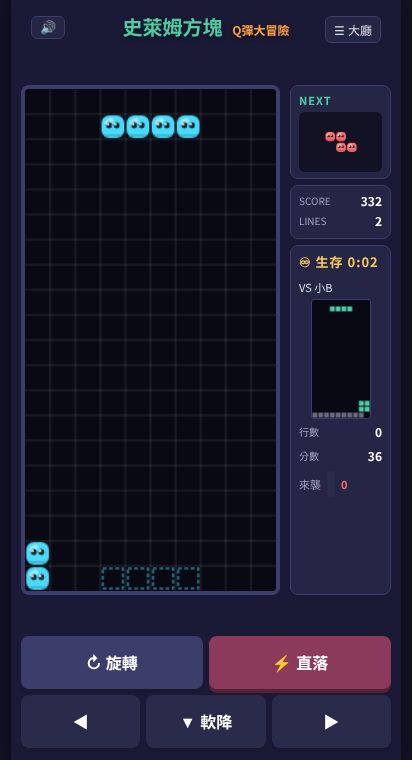 🔊
史萊姆方塊 Q彈大冒險
☰ 大廳
NEXT
SCORE 332
LINES 2
♾ 生存 0:02
VS 小B
行數 0
分數 36
來襲 0
↻ 旋轉
⚡ 直落
◀
▼ 軟降
▶